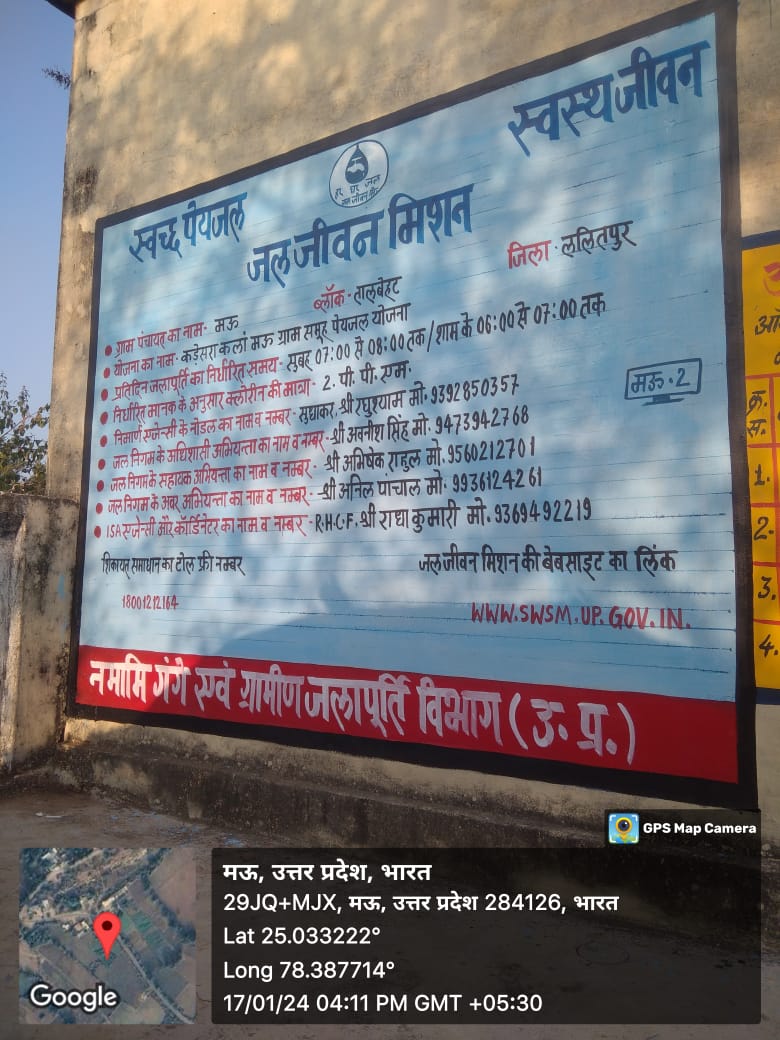 स्वच्छ पेयजल
स्वस्थ जीवन
हर घर जल
जल जीवन मिशन
जल जीवन मिशन
ब्लॉक - तालबेहट
जिला - ललितपुर
ग्राम पंचायत का नाम - मऊ
योजना का नाम - कड़ेसरा कलां मऊ ग्राम समूह पेयजल योजना
प्रतिदिन जलापूर्ति का निर्धारित समय - सुबह 07:00 से 08:00 तक / शाम के 06:00 से 07:00 तक
निर्धारित मानक के अनुसार क्लोरीन की मात्रा - 2. पी. पी. एम.
निर्माण एजेन्सी के नोडल का नाम व नम्बर - सुधाकर, श्री रघुश्याम मो. 9392850357
जल निगम के अधिशासी अभियन्ता का नाम व नम्बर - श्री अवनीश सिंह मो. 9473942768
जल निगम के सहायक अभियन्ता का नाम व नम्बर - श्री अभिषेक राहुल मो. 9560212701
जल निगम के अवर अभियन्ता का नाम व नम्बर - श्री अनिल पांचाल मो. 9936124261
ISA एजेन्सी और कॉर्डिनेटर का नाम व नम्बर - R.H.C.F. श्री राधा कुमारी मो. 9369492219
मऊ - 2
शिकायत समाधान का टोल फ्री नम्बर
18001212164
जल जीवन मिशन की बेबसाइट का लिंक
WWW.SWSM.UP.GOV.IN.
नमामि गंगे एवं ग्रामीण जलापूर्ति विभाग (उ. प्र.)
क्र.
स.
1.
2.
3.
4.
GPS Map Camera
मऊ, उत्तर प्रदेश, भारत
29JQ+MJX, मऊ, उत्तर प्रदेश 284126, भारत
Lat 25.033222°
Long 78.387714°
17/01/24 04:11 PM GMT +05:30
Google